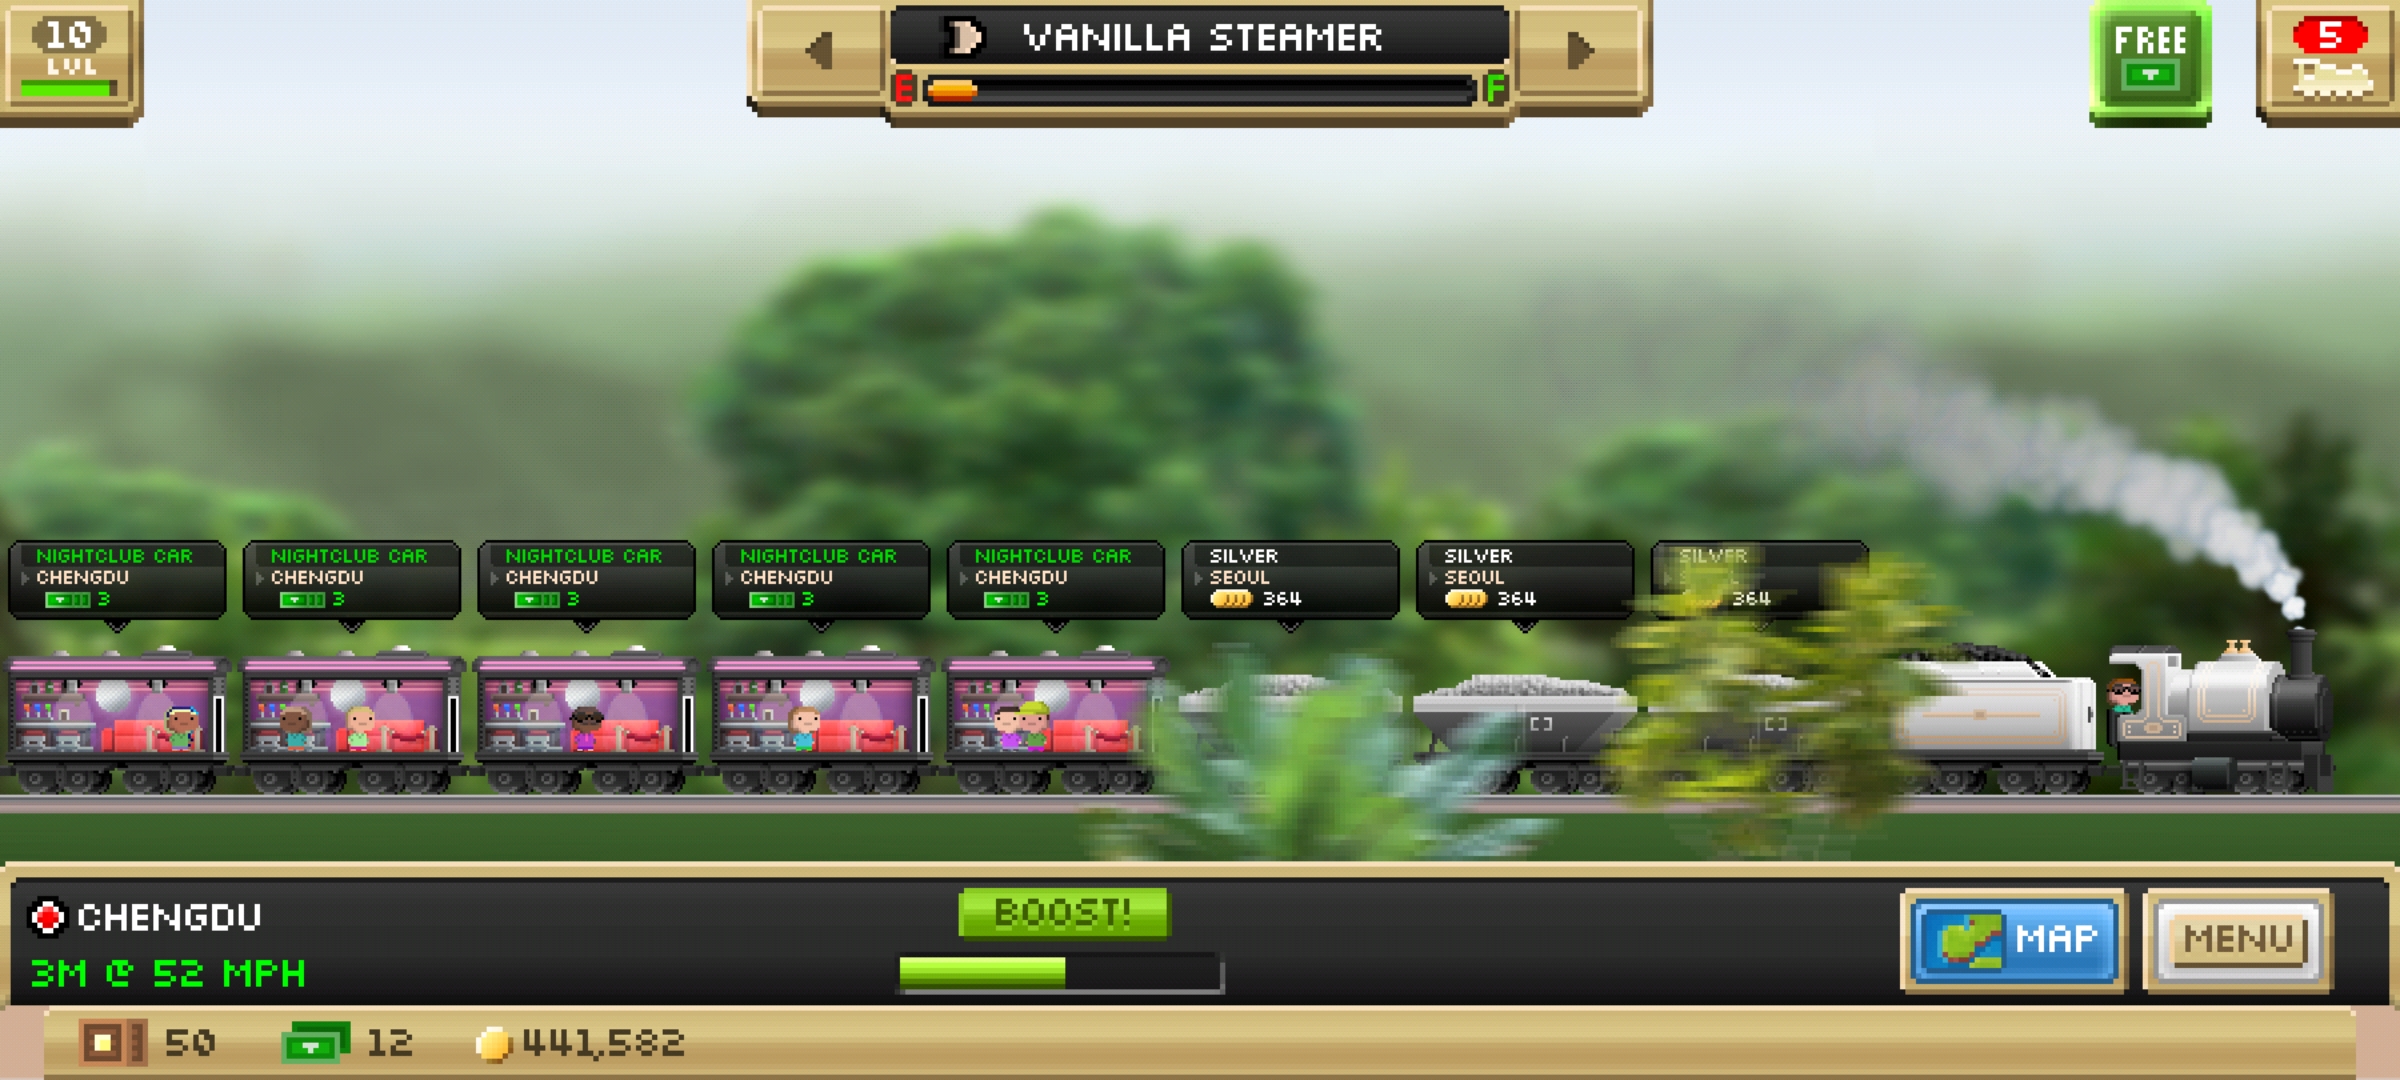 10
LVL
VANILLA STEAMER
E F
FREE
5
NIGHTCLUB CAR
CHENGDU
3
NIGHTCLUB CAR
CHENGDU
3
NIGHTCLUB CAR
CHENGDU
3
NIGHTCLUB CAR
CHENGDU
3
NIGHTCLUB CAR
CHENGDU
3
SILVER
SEOUL
364
SILVER
SEOUL
364
SILVER
364
CHENGDU
3M @ 52 MPH
BOOST!
MAP
MENU
50
12
441,582